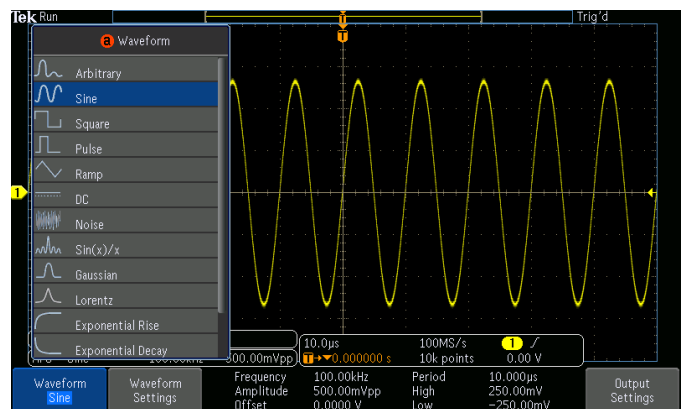 Tek Run Trig'd
T
T
a Waveform
Arbitrary
Sine
Square
Pulse
Ramp
DC
Noise
Sin(x)/x
Gaussian
Lorentz
Exponential Rise
Exponential Decay
1
10.0µs 100MS/s 1
T 0.000000 s 10k points 0.00 V
500.00mVpp
Waveform
Sine
Waveform
Settings
Frequency 100.00kHz Period 10.000µs
Amplitude 500.00mVpp High 250.00mV
Offset 0.0000 V Low -250.00mV
Output
Settings